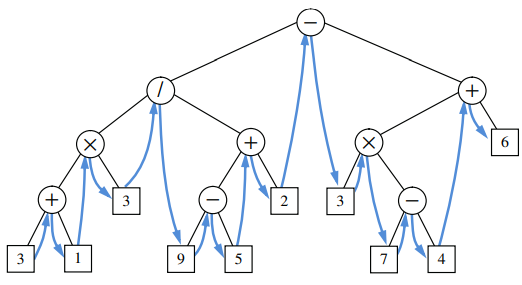 −
/ +
× + × 6
+ 3 − 2 3 −
3 1 9 5 7 4